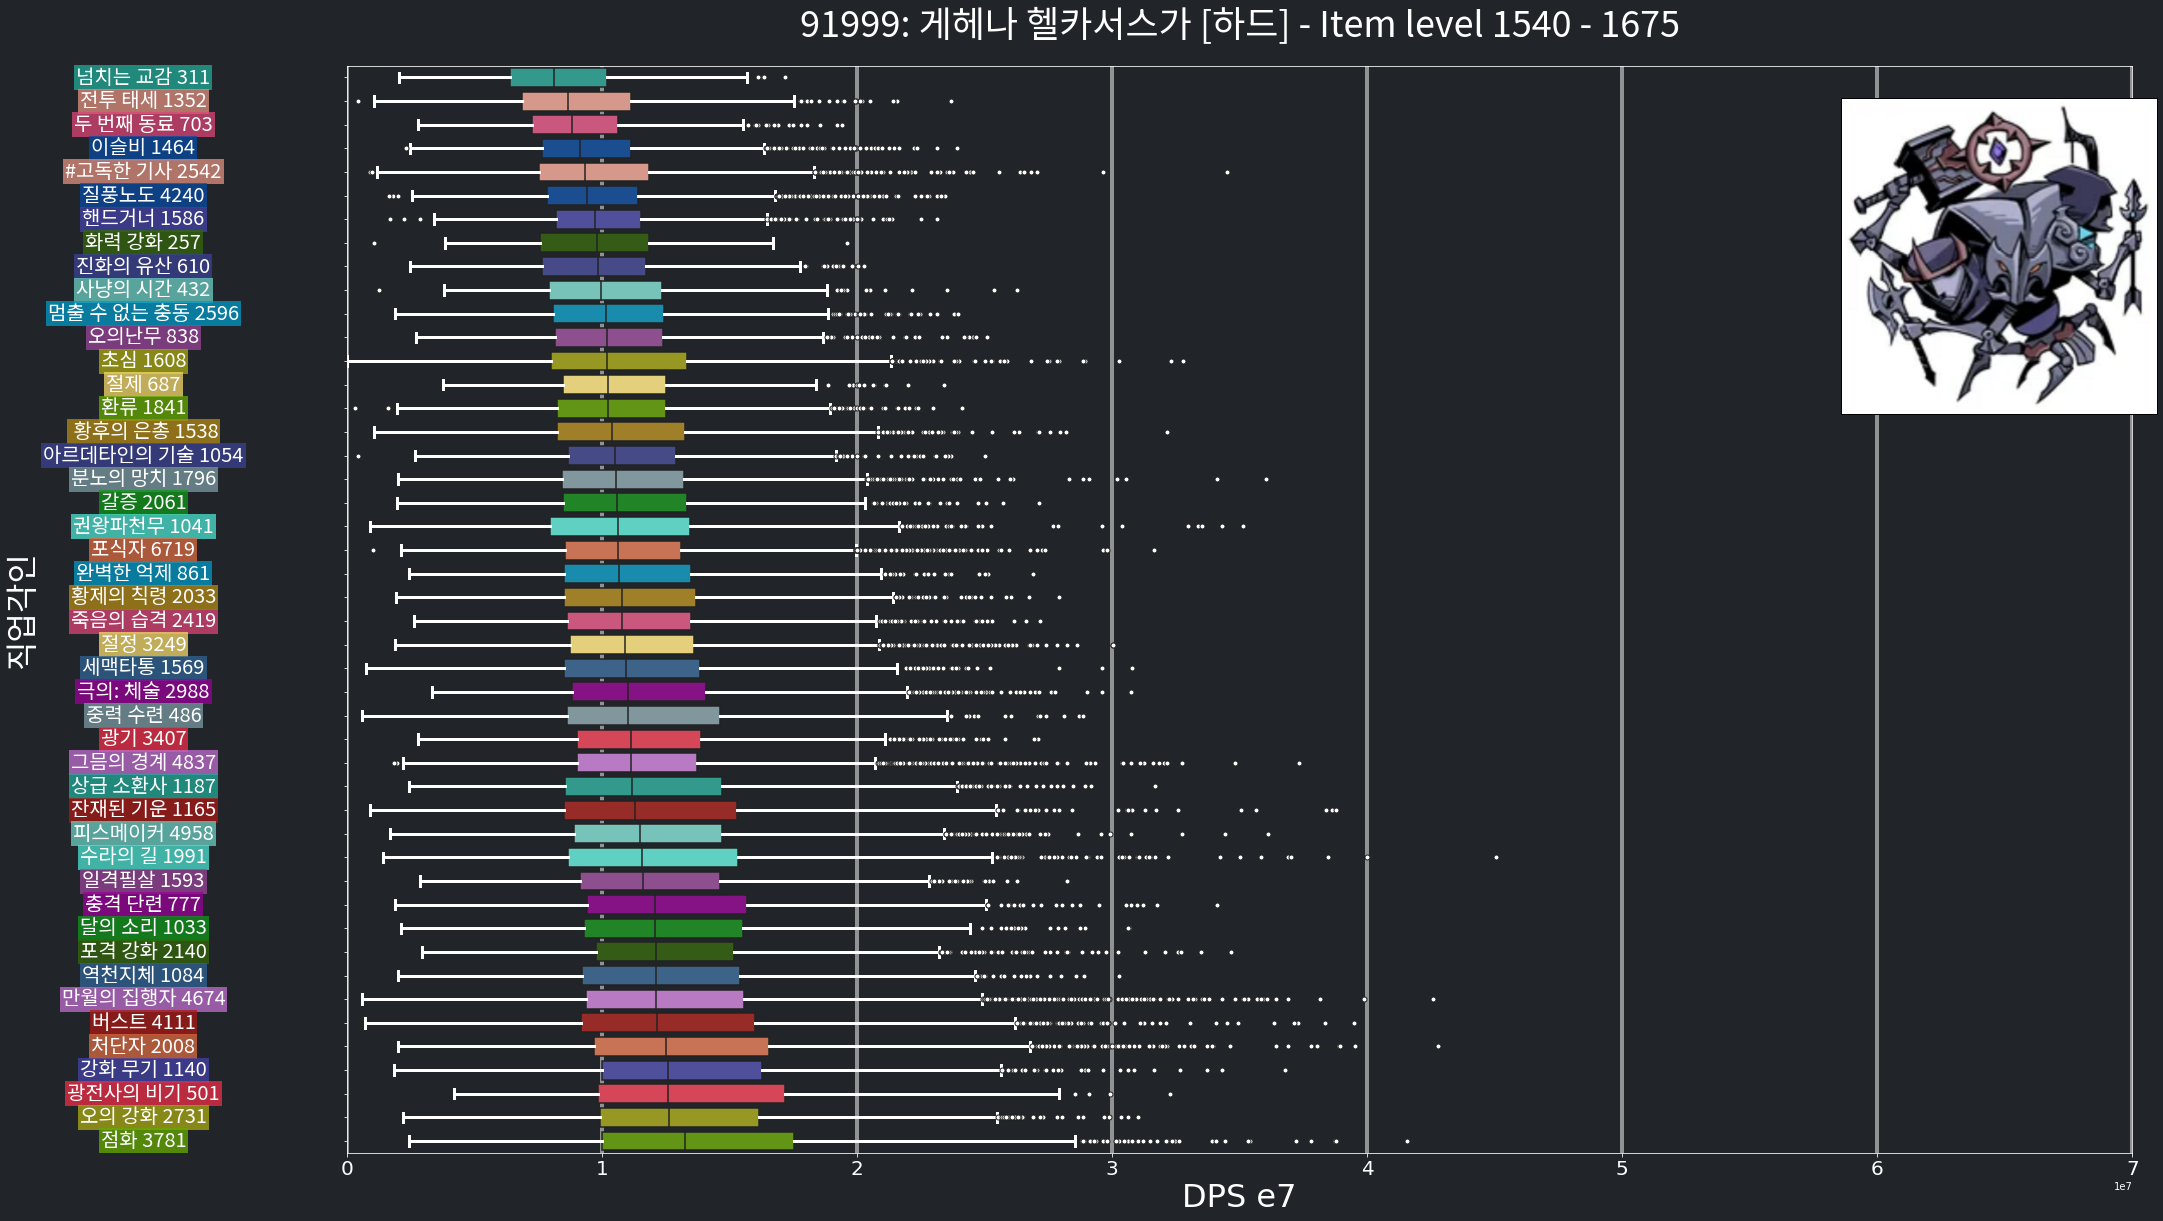 91999: 게헤나 헬카서스가 [하드] - Item level 1540 - 1675
직업각인
넘치는 교감 311
전투 태세 1352
두 번째 동료 703
이슬비 1464
#고독한 기사 2542
질풍노도 4240
핸드거너 1586
화력 강화 257
진화의 유산 610
사냥의 시간 432
멈출 수 없는 충동 2596
오의난무 838
초심 1608
절제 687
환류 1841
황후의 은총 1538
아르데타인의 기술 1054
분노의 망치 1796
갈증 2061
권왕파천무 1041
포식자 6719
완벽한 억제 861
황제의 칙령 2033
죽음의 습격 2419
절정 3249
세맥타통 1569
극의: 체술 2988
중력 수련 486
광기 3407
그믐의 경계 4837
상급 소환사 1187
잔재된 기운 1165
피스메이커 4958
수라의 길 1991
일격필살 1593
충격 단련 777
달의 소리 1033
포격 강화 2140
역천지체 1084
만월의 집행자 4674
버스트 4111
처단자 2008
강화 무기 1140
광전사의 비기 501
오의 강화 2731
점화 3781
0 1 2 3 4 5 6 7
1e7
DPS e7